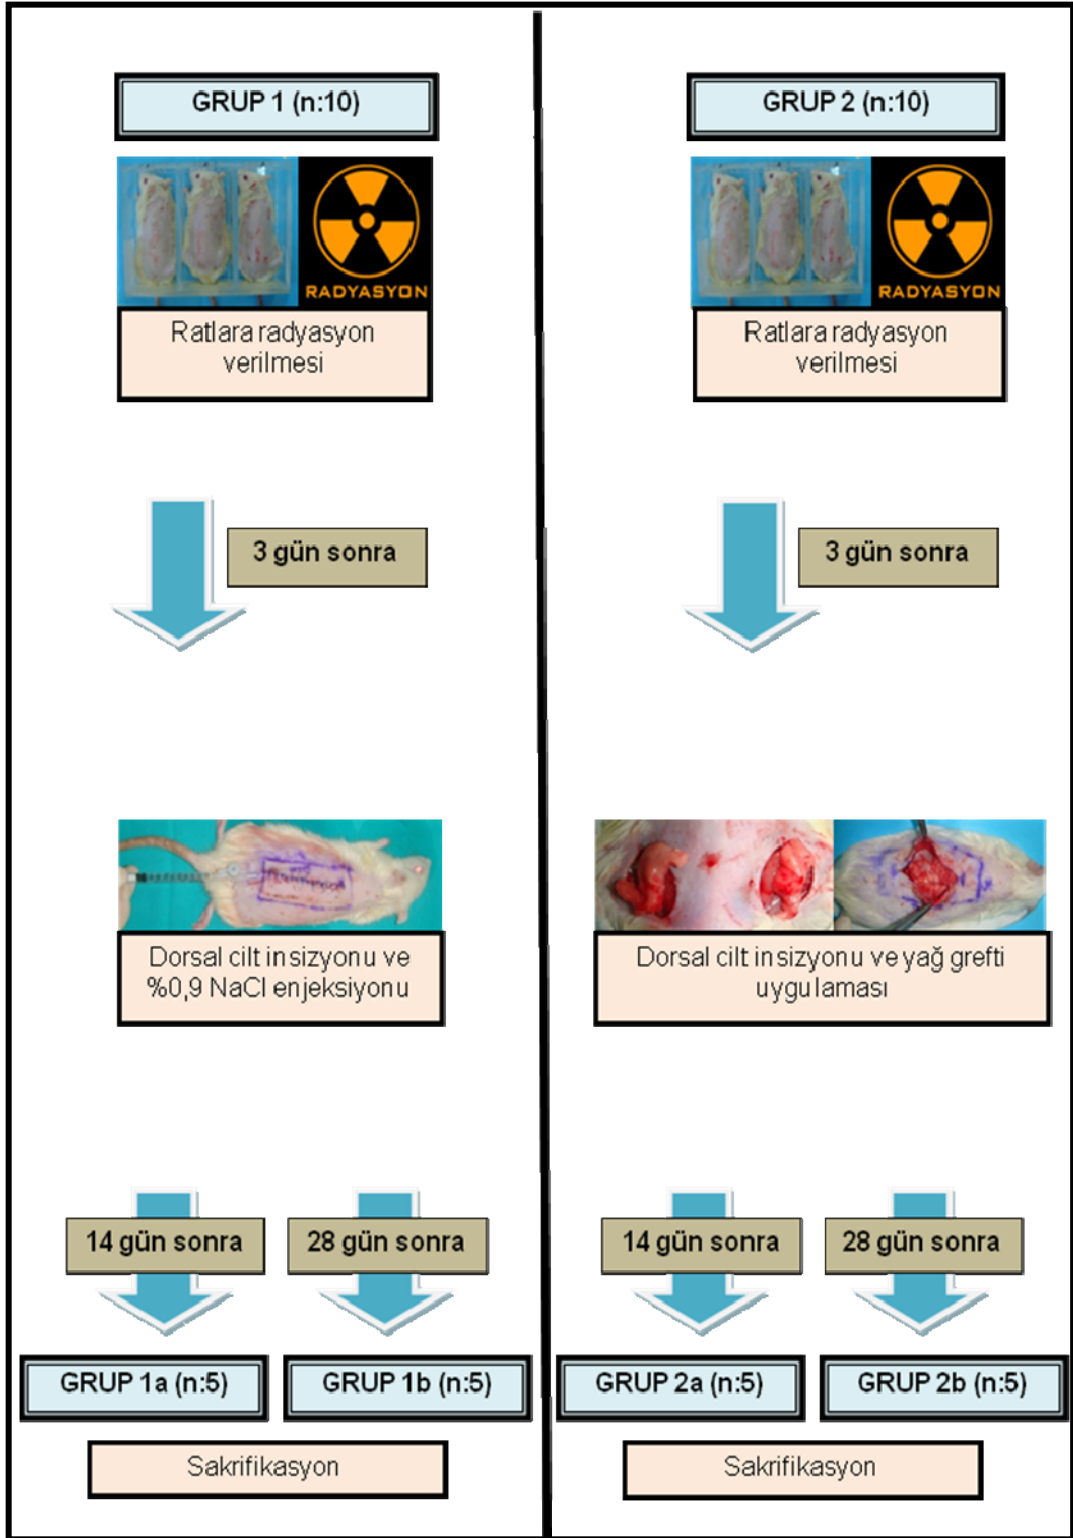 GRUP 1 (n:10)
RADYASYON
Ratlara radyasyon
verilmesi
3 gün sonra
Dorsal cilt insizyonu ve
%0,9 NaCl enjeksiyonu
14 gün sonra
28 gün sonra
GRUP 1a (n:5)
GRUP 1b (n:5)
Sakrifikasyon
GRUP 2 (n:10)
RADYASYON
Ratlara radyasyon
verilmesi
3 gün sonra
Dorsal cilt insizyonu ve yağ grefti
uygulaması
14 gün sonra
28 gün sonra
GRUP 2a (n:5)
GRUP 2b (n:5)
Sakrifikasyon